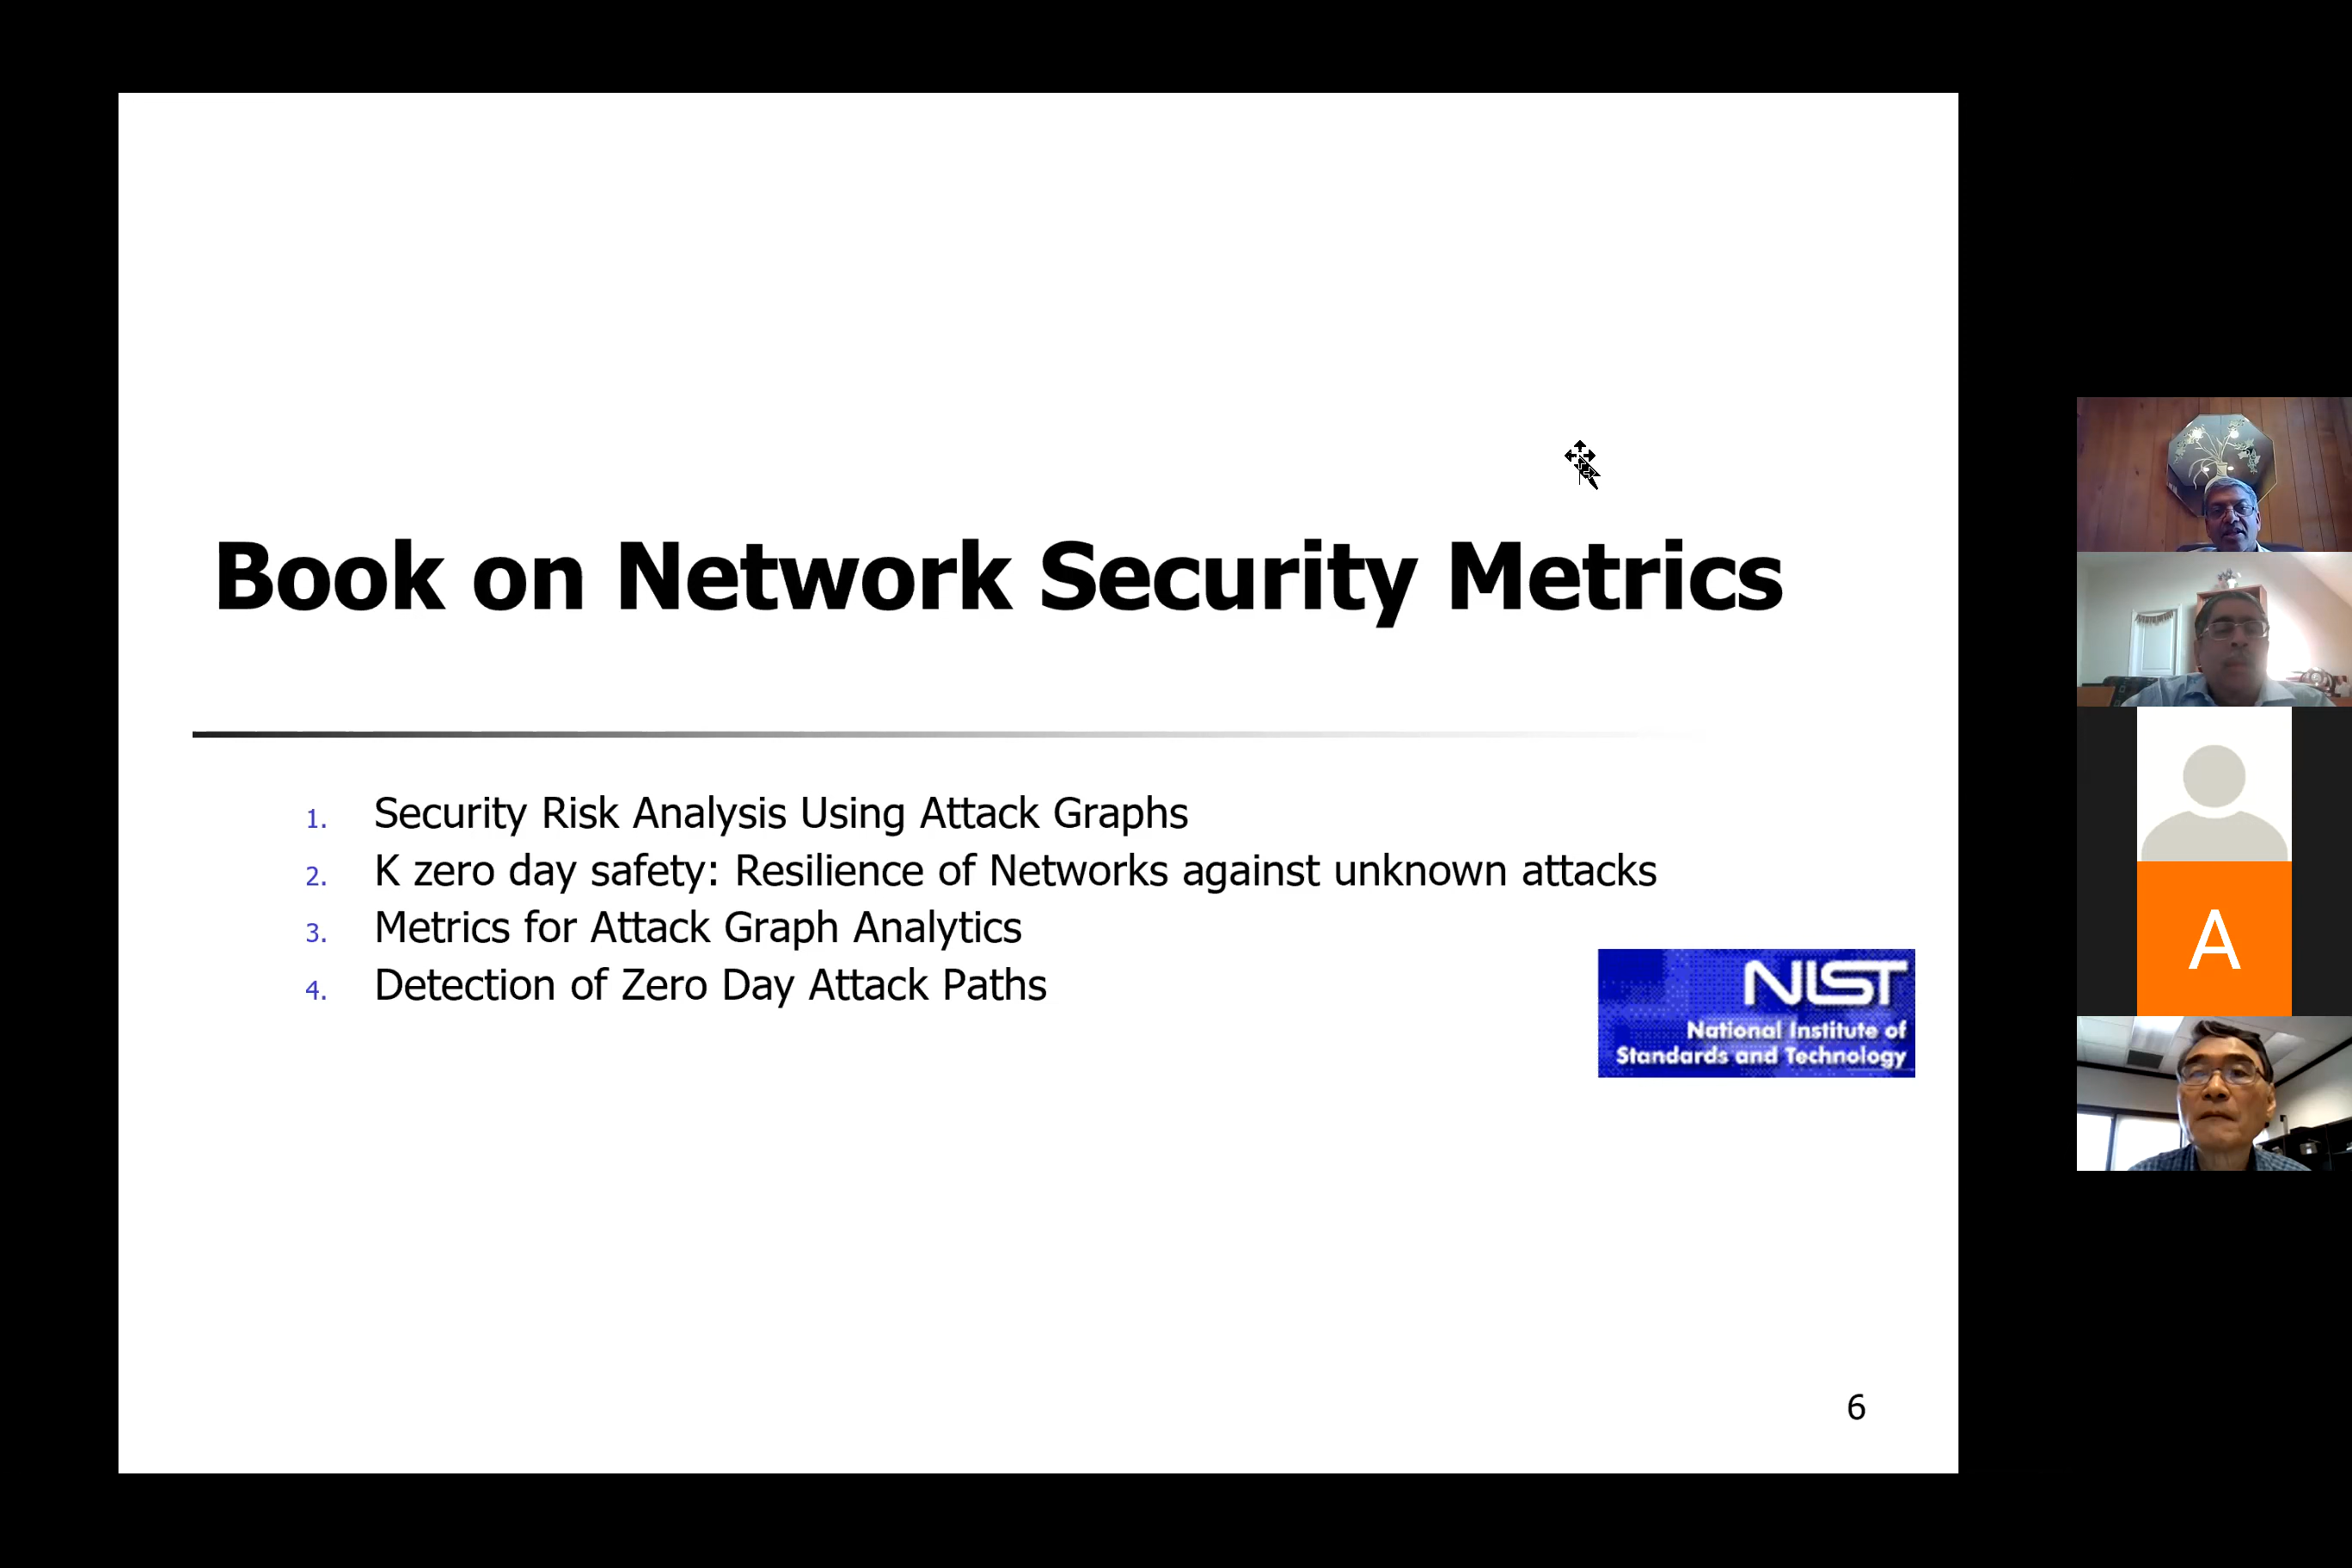 Book on Network Security Metrics
1. Security Risk Analysis Using Attack Graphs
2. K zero day safety: Resilience of Networks against unknown attacks
3. Metrics for Attack Graph Analytics
4. Detection of Zero Day Attack Paths
NIST
National Institute of
Standards and Technology
6
A